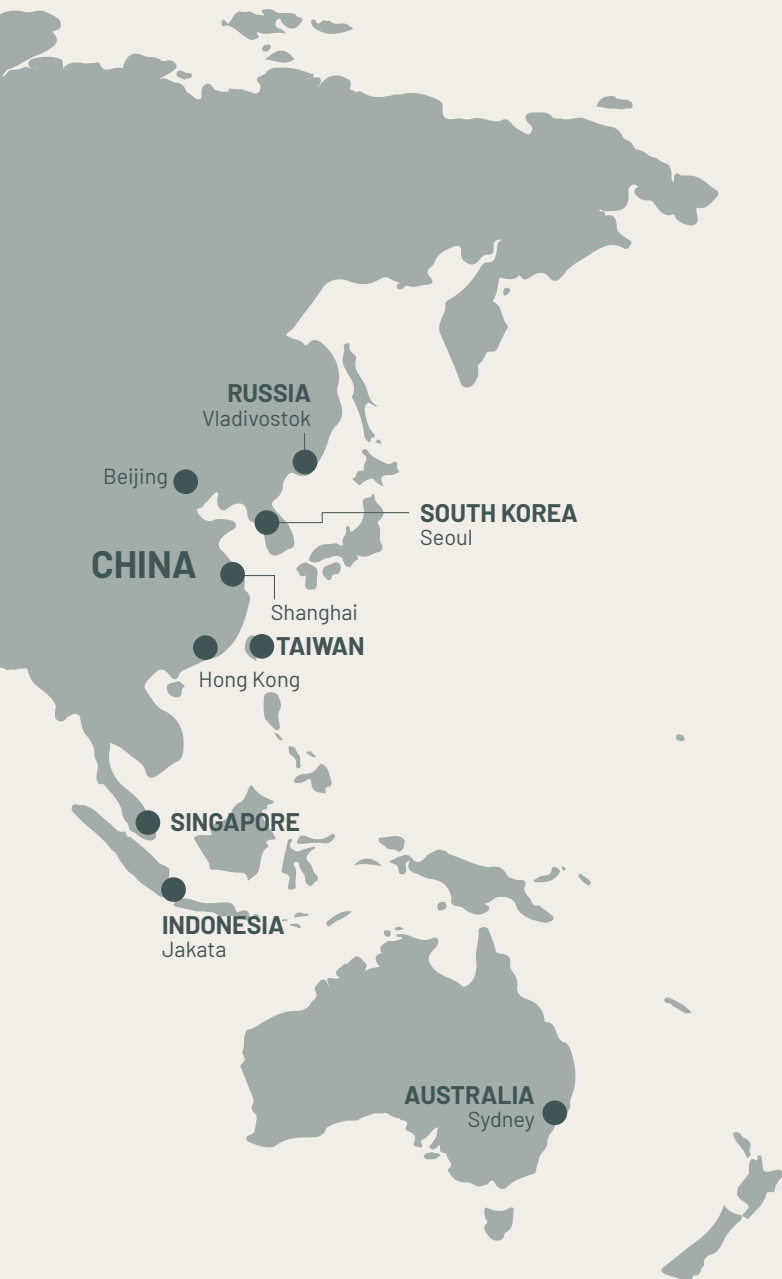 RUSSIA
Vladivostok
Beijing
SOUTH KOREA
Seoul
CHINA
Shanghai
TAIWAN
Hong Kong
SINGAPORE
INDONESIA
Jakata
AUSTRALIA
Sydney